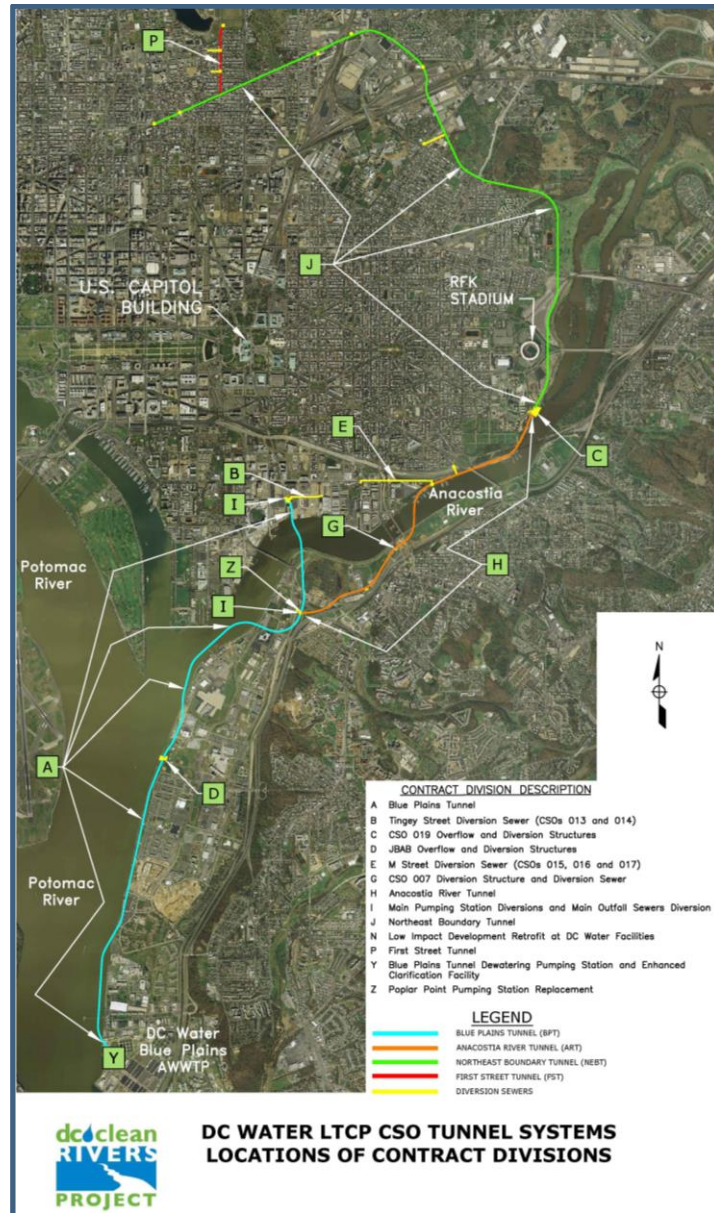 P
J
U.S. CAPITOL
BUILDING
RFK
STADIUM
E
C
B
I
Anacostia
River
G
H
Potomac
River
Z
I
N
A
D
Potomac
River
DC Water
Blue Plains
AWWTP
Y
CONTRACT DIVISION DESCRIPTION
A Blue Plains Tunnel
B Tingey Street Diversion Sewer (CSOs 013 and 014)
C CSO 019 Overflow and Diversion Structures
D JBAB Overflow and Diversion Structures
E M Street Diversion Sewer (CSOs 015, 016 and 017)
G CSO 007 Diversion Structure and Diversion Sewer
H Anacostia River Tunnel
I Main Pumping Station Diversions and Main Outfall Sewers Diversion
J Northeast Boundary Tunnel
N Low Impact Development Retrofit at DC Water Facilities
P First Street Tunnel
Y Blue Plains Tunnel Dewatering Pumping Station and Enhanced
Clarification Facility
Z Poplar Point Pumping Station Replacement
LEGEND
BLUE PLAINS TUNNEL (BPT)
ANACOSTIA RIVER TUNNEL (ART)
NORTHEAST BOUNDARY TUNNEL (NEBT)
FIRST STREET TUNNEL (FST)
DIVERSION SEWERS
dc clean
RIVERS
PROJECT
DC WATER LTCP CSO TUNNEL SYSTEMS
LOCATIONS OF CONTRACT DIVISIONS